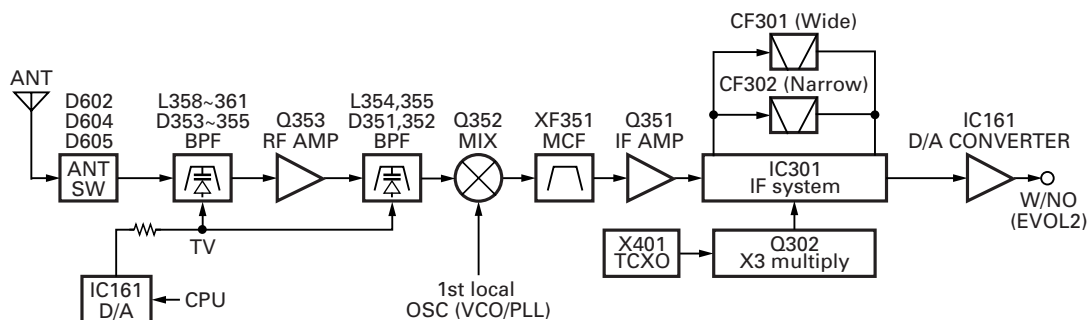 ANT
D602
D604
D605
ANT
SW
L358~361
D353~355
BPF
Q353
RF AMP
L354,355
D351,352
BPF
Q352
MIX
XF351
MCF
Q351
IF AMP
CF301 (Wide)
CF302 (Narrow)
IC301
IF system
IC161
D/A CONVERTER
W/NO
(EVOL2)
TV
IC161
D/A
CPU
1st local
OSC (VCO/PLL)
X401
TCXO
Q302
X3 multiply